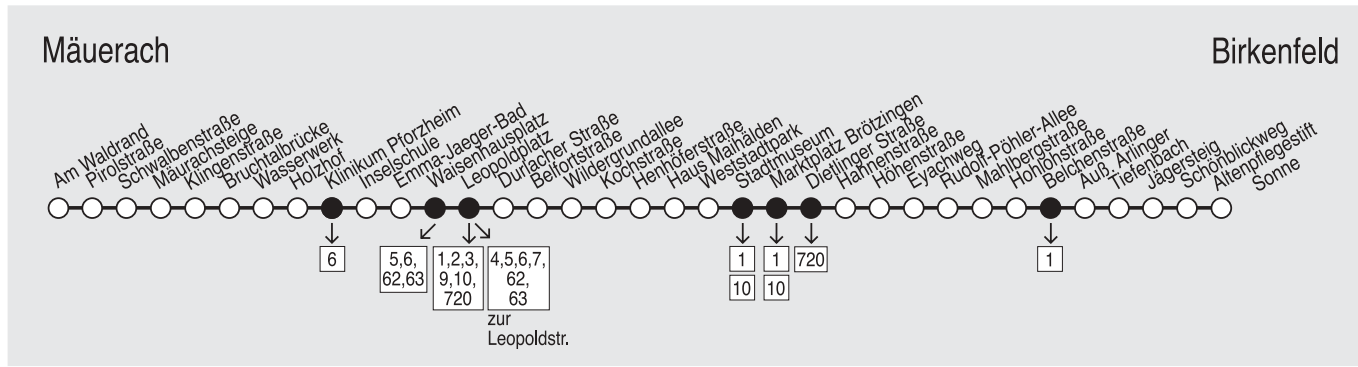 Mäuerach
Birkenfeld
Am Waldrand
Pirolstraße
Schwalbenstraße
Mäurachsteige
Klingenstraße
Bruchtalbrücke
Wasserwerk
Holzhof
Klinikum Pforzheim
Inselschule
Emma-Jaeger-Bad
Waisenhausplatz
Leopoldplatz
Durlacher Straße
Belfortstraße
Wildergrundallee
Kochstraße
Henhöferstraße
Haus Maihälden
Weststadtpark
Stadtmuseum
Marktplatz Brötzingen
Dietlinger Straße
Habermehlstraße
Höhenstraße
Eyachweg
Rudolf-Pöhler-Allee
Mahlbergstraße
Hohlohstraße
Belchenstraße
Auß. Arlinger
Tiefenbach
Jägersteig
Schönblickweg
Altenpflegestift
Sonne
6
5,6,
62,63
1,2,3,
9,10,
720
4,5,6,7,
62,
63
zur
Leopoldstr.
1
10
1
10
720
1